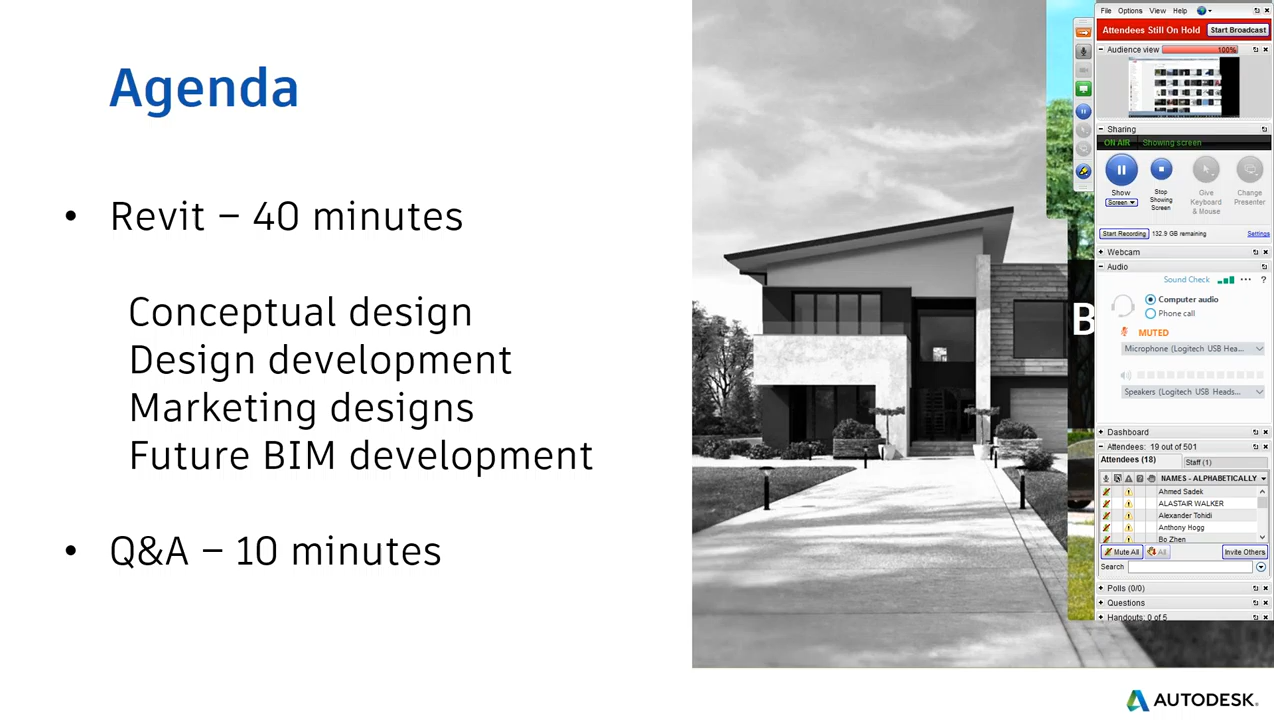 Agenda
• Revit – 40 minutes
Conceptual design
Design development
Marketing designs
Future BIM development
• Q&A – 10 minutes
B
AUTODESK.
File Options View Help
Attendees Still On Hold Start Broadcast
Audience view 100%
Sharing
ON AIR Showing screen
Show
Screen
Stop
Showing
Screen
Give
Keyboard
& Mouse
Change
Presenter
Start Recording 132.9 GB remaining Settings
Webcam
Audio
Sound Check ... ?
Computer audio
Phone call
MUTED
Microphone (Logitech USB Hea...
Speakers (Logitech USB Heads...
Dashboard
Attendees: 19 out of 501
Attendees (18) Staff (1)
NAMES - ALPHABETICALLY
Ahmed Sadek
ALASTAIR WALKER
Alexander Tohidi
Anthony Hogg
Bo Zhen
Mute All All Invite Others
Search
Polls (0/0)
Questions
Handouts: 0 of 5